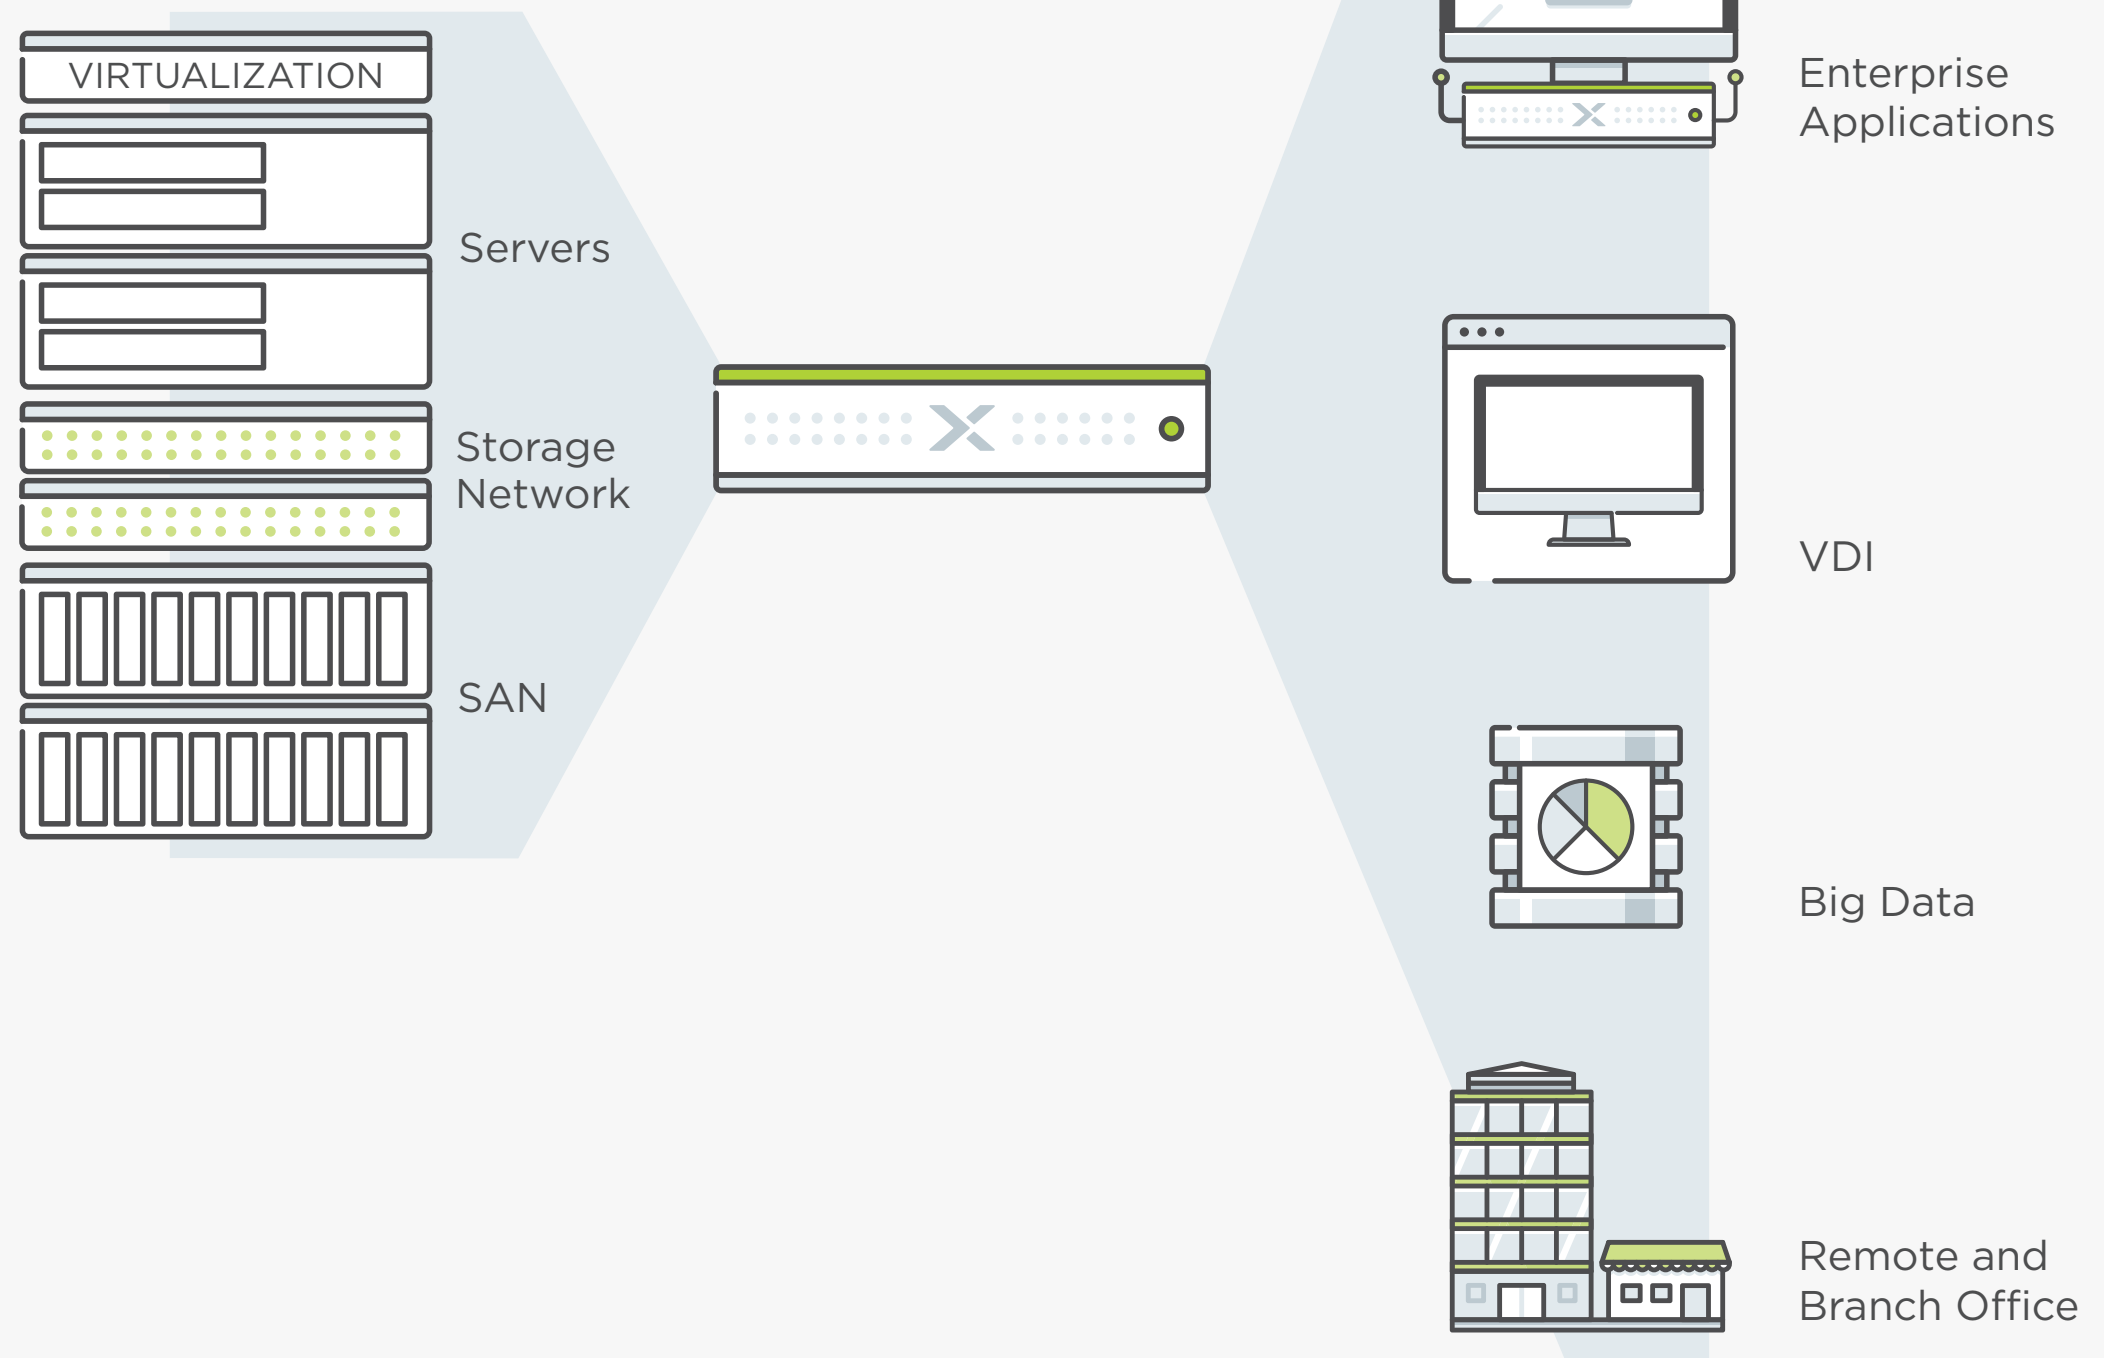 VIRTUALIZATION
Servers
Storage
Network
SAN
Enterprise
Applications
VDI
Big Data
Remote and
Branch Office